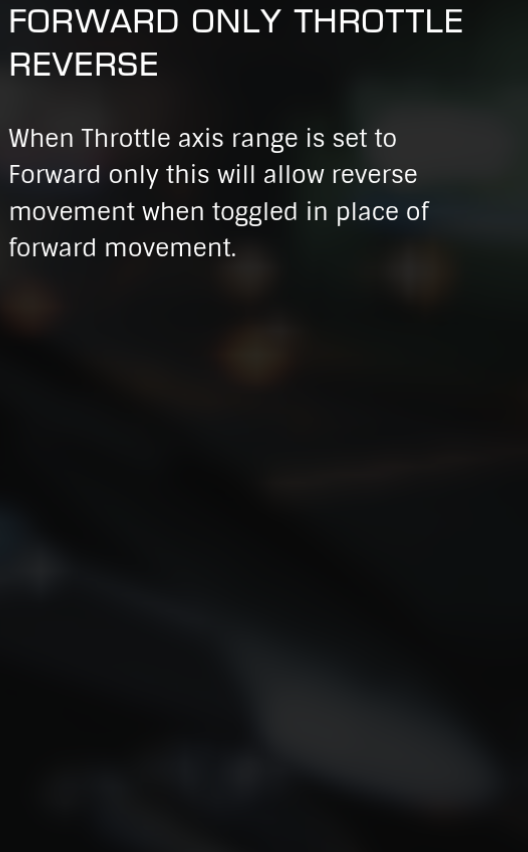 FORWARD ONLY THROTTLE
REVERSE
When Throttle axis range is set to
Forward only this will allow reverse
movement when toggled in place of
forward movement.